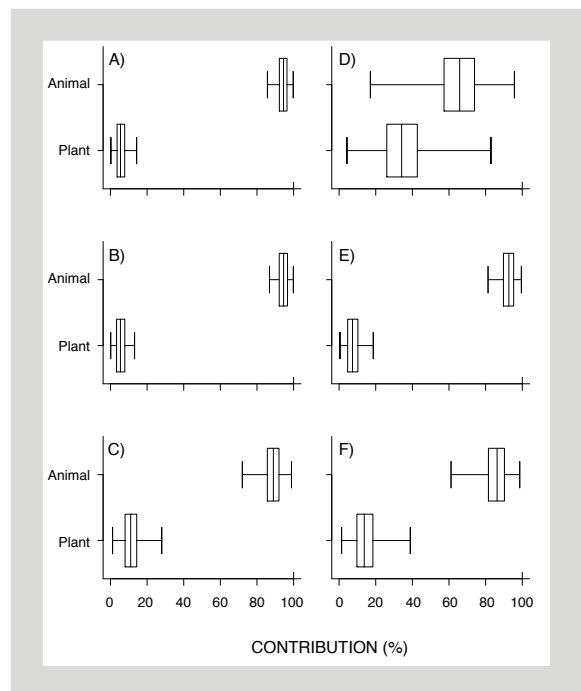 A)
D)
Animal
Plant
B)
E)
Animal
Plant
C)
F)
Animal
Plant
0 20 40 60 80 100 0 20 40 60 80 100
CONTRIBUTION (%)